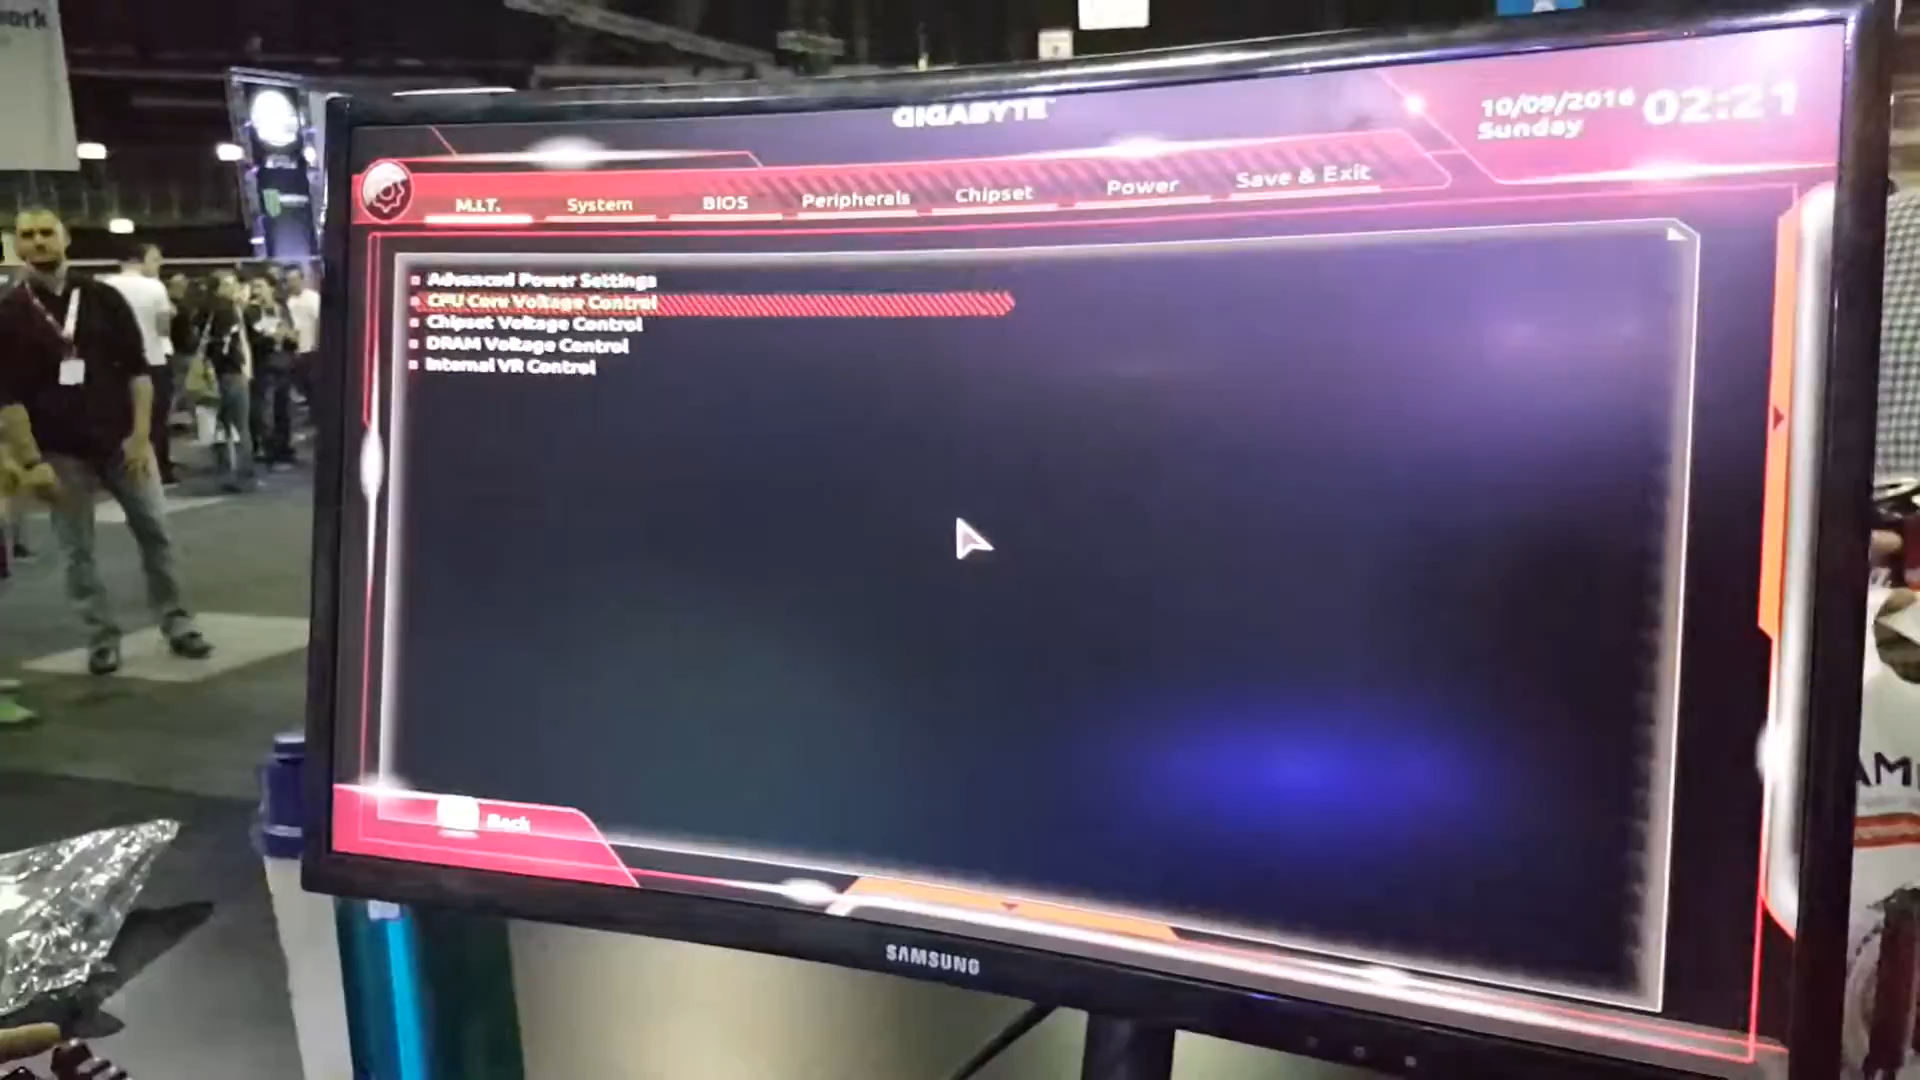 GIGABYTE
10/09/2016
Sunday
02:21
M.I.T.
System
BIOS
Peripherals
Chipset
Power
Save & Exit
Advanced Power Settings
CPU Core Voltage Control
Chipset Voltage Control
DRAM Voltage Control
Internal VR Control
Back
SAMSUNG